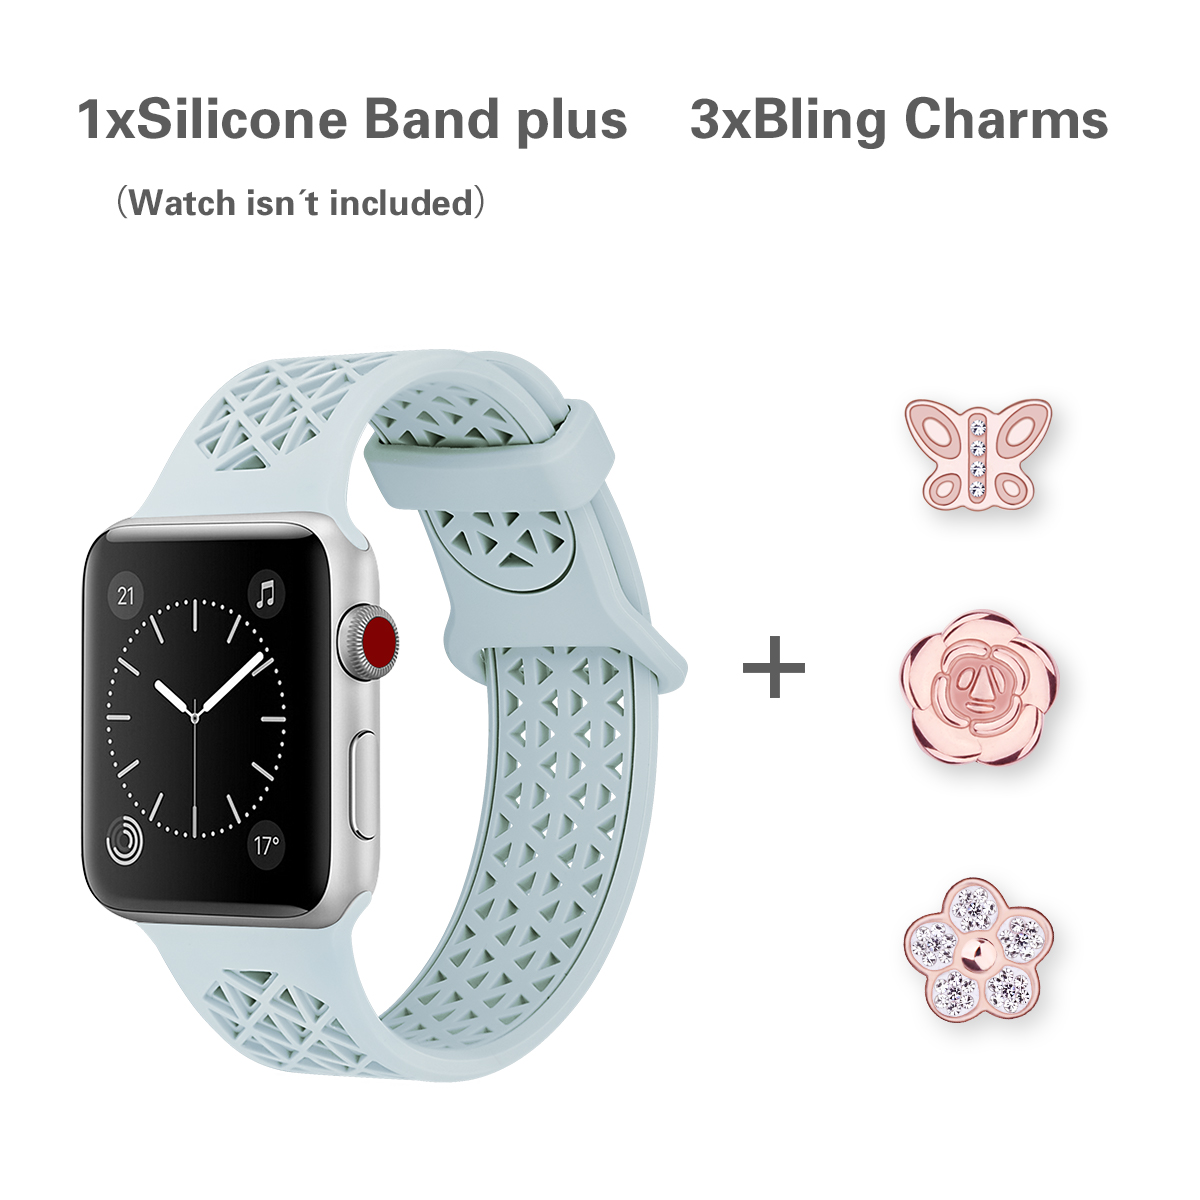 1xSilicone Band plus 3xBling Charms
（Watch isn´t included）
21
17°